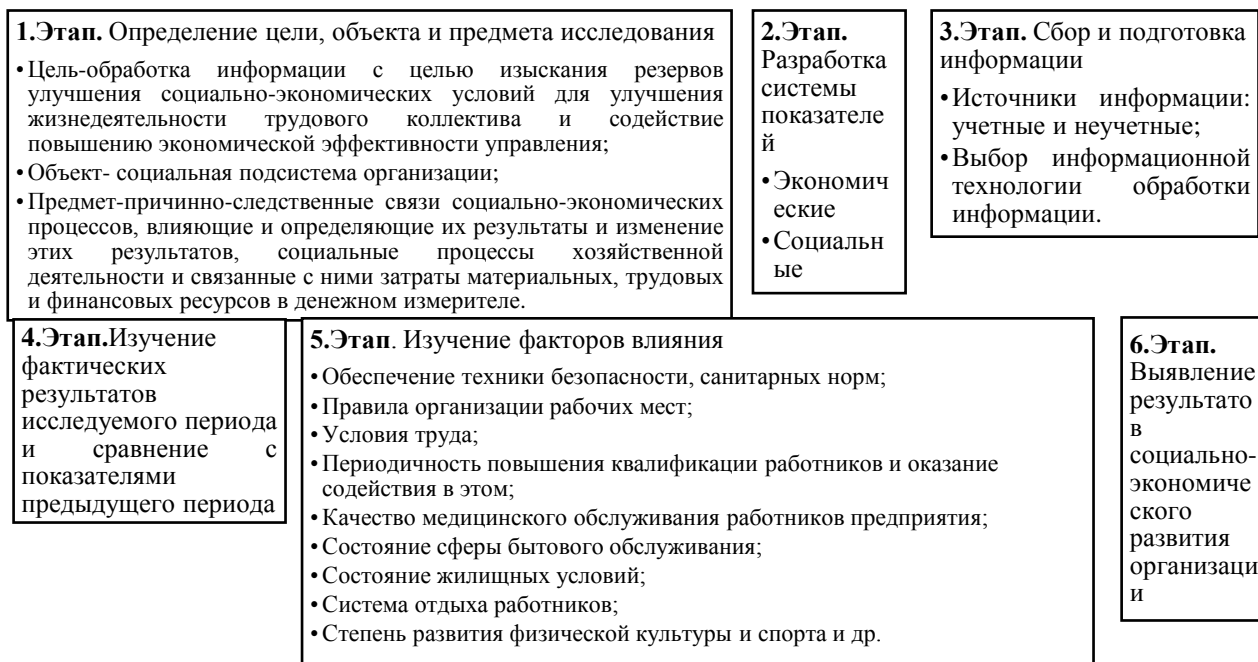 1.Этап. Определение цели, объекта и предмета исследования
•Цель-обработка информации с целью изыскания резервов
улучшения социально-экономических условий для улучшения
жизнедеятельности трудового коллектива и содействие
повышению экономической эффективности управления;
•Объект- социальная подсистема организации;
•Предмет-причинно-следственные связи социально-экономических
процессов, влияющие и определяющие их результаты и изменение
этих результатов, социальные процессы хозяйственной
деятельности и связанные с ними затраты материальных, трудовых
и финансовых ресурсов в денежном измерителе.
2.Этап.
Разработка
системы
показателе
й
•Экономич
еские
•Социальн
ые
3.Этап. Сбор и подготовка
информации
•Источники информации:
учетные и неучетные;
•Выбор информационной
технологии обработки
информации.
4.Этап.Изучение
фактических
результатов
исследуемого периода
и сравнение с
показателями
предыдущего периода
5.Этап. Изучение факторов влияния
•Обеспечение техники безопасности, санитарных норм;
•Правила организации рабочих мест;
•Условия труда;
•Периодичность повышения квалификации работников и оказание
содействия в этом;
•Качество медицинского обслуживания работников предприятия;
•Состояние сферы бытового обслуживания;
•Состояние жилищных условий;
•Система отдыха работников;
•Степень развития физической культуры и спорта и др.
6.Этап.
Выявление
результато
в
социально-
экономиче
ского
развития
организаци
и